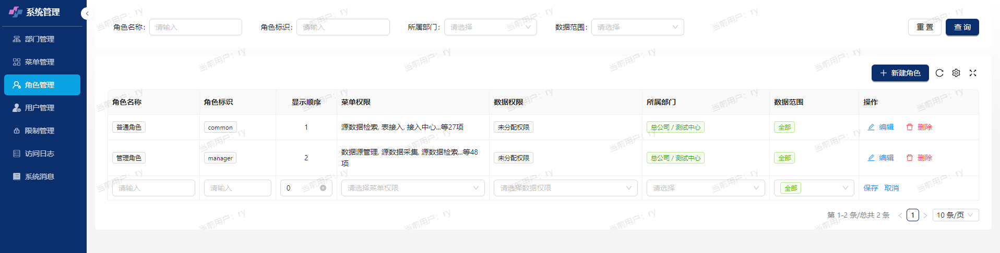 系统管理
部门管理
菜单管理
角色管理
用户管理
限制管理
访问日志
系统消息
角色名称: 请输入 角色标识: 请输入 所属部门: 请选择 数据范围: 请选择 重 置 查 询
新建角色
角色名称 角色标识 显示顺序 菜单权限 数据权限 所属部门 数据范围 操作
普通角色 common 1 源数据检索, 表接入, 接入中心...等27项 未分配权限 总公司 / 测试中心 全部 编辑 删除
管理角色 manager 2 数据源管理, 源数据采集, 源数据检索...等48项 未分配权限 总公司 / 测试中心 全部 编辑 删除
请输入 请输入 0 请选择菜单权限 请选择数据权限 请选择 全部 保存 取消
第 1-2 条/总共 2 条 1 10 条/页
当前用户: ry